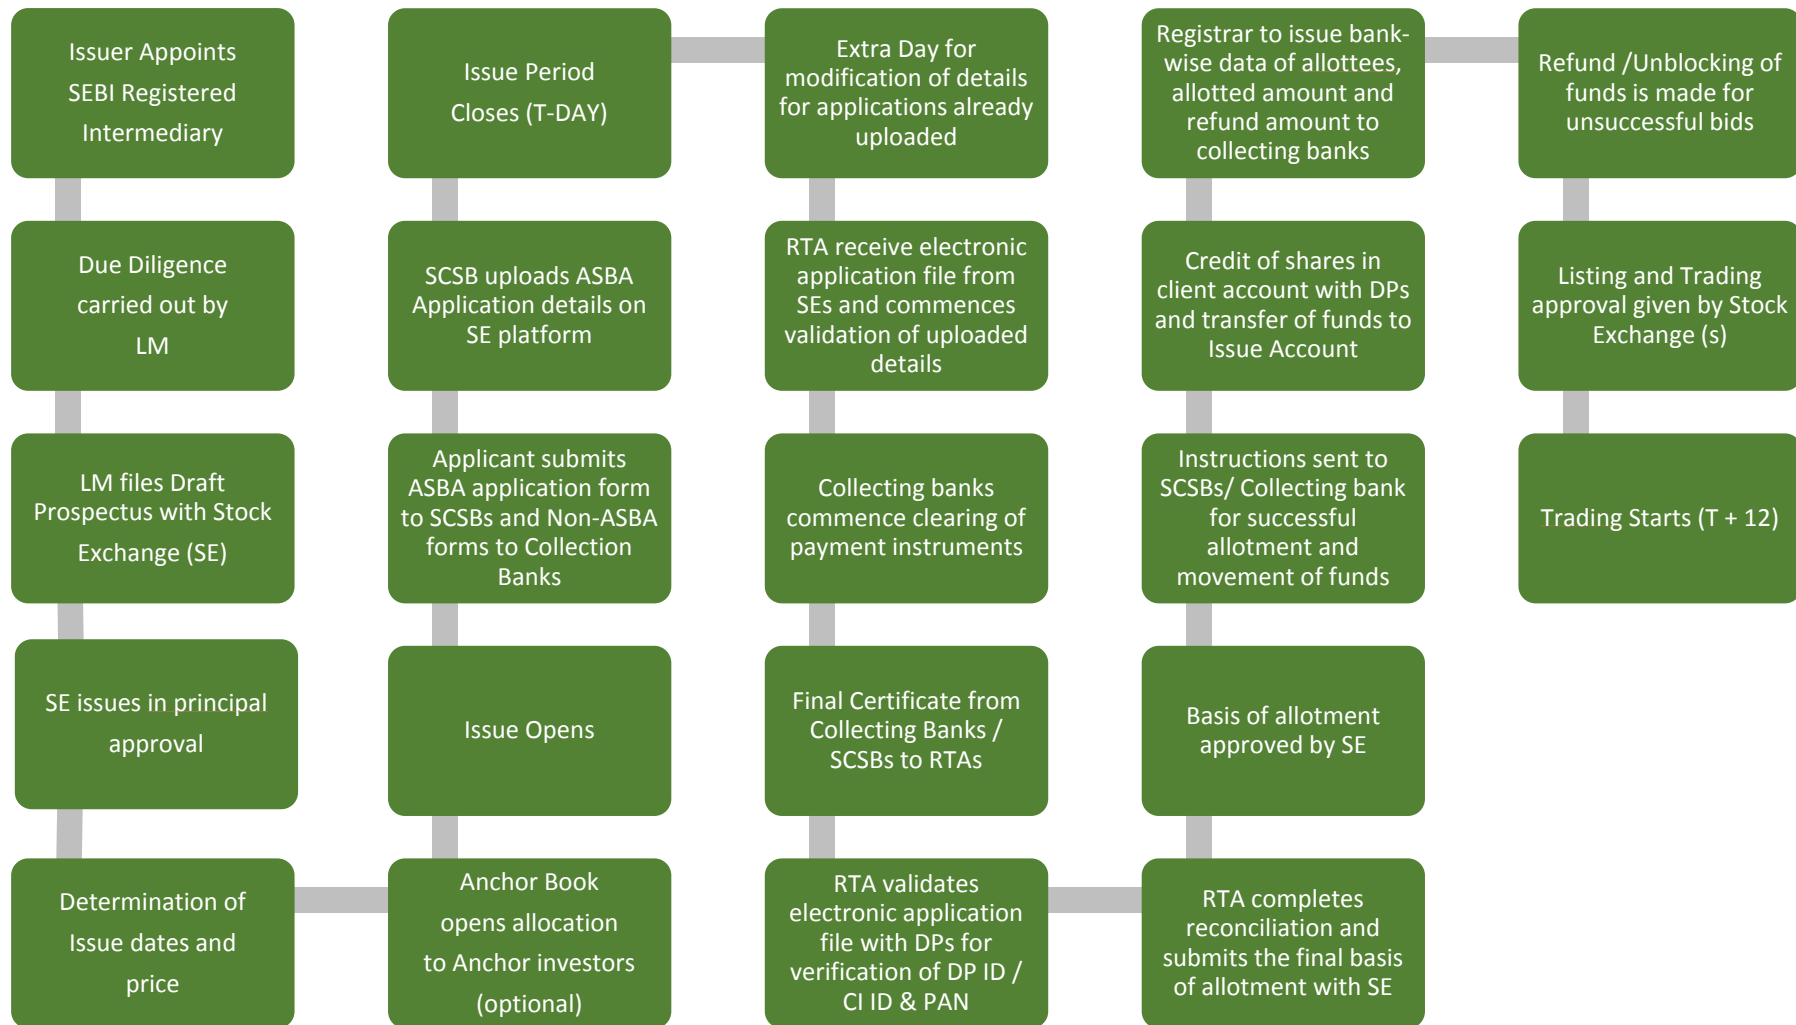 Issuer Appoints
SEBI Registered
Intermediary
Due Diligence
carried out by
LM
LM files Draft
Prospectus with Stock
Exchange (SE)
SE issues in principal
approval
Determination of
Issue dates and
price
Anchor Book
opens allocation
to Anchor investors
(optional)
Issue Opens
Applicant submits
ASBA application form
to SCSBs and Non-ASBA
forms to Collection
Banks
SCSB uploads ASBA
Application details on
SE platform
Issue Period
Closes (T-DAY)
Extra Day for
modification of details
for applications already
uploaded
RTA receive electronic
application file from
SEs and commences
validation of uploaded
details
Collecting banks
commence clearing of
payment instruments
Final Certificate from
Collecting Banks /
SCSBs to RTAs
RTA validates
electronic application
file with DPs for
verification of DP ID /
CI ID & PAN
RTA completes
reconciliation and
submits the final basis
of allotment with SE
Basis of allotment
approved by SE
Instructions sent to
SCSBs/ Collecting bank
for successful
allotment and
movement of funds
Credit of shares in
client account with DPs
and transfer of funds to
Issue Account
Registrar to issue bank-
wise data of allottees,
allotted amount and
refund amount to
collecting banks
Refund /Unblocking of
funds is made for
unsuccessful bids
Listing and Trading
approval given by Stock
Exchange (s)
Trading Starts (T + 12)